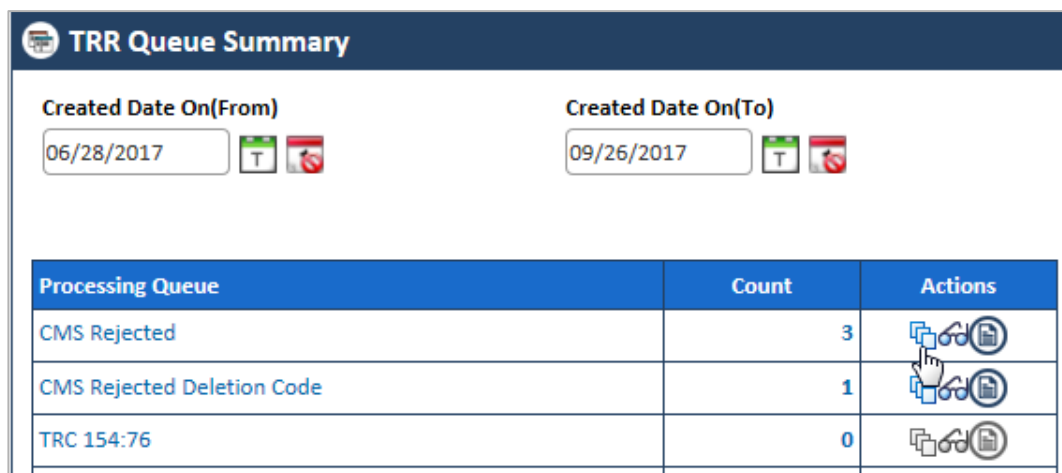 TRR Queue Summary
Created Date On(From) Created Date On(To)
06/28/2017 T 09/26/2017 T
Processing Queue Count Actions
CMS Rejected 3
CMS Rejected Deletion Code 1
TRC 154:76 0